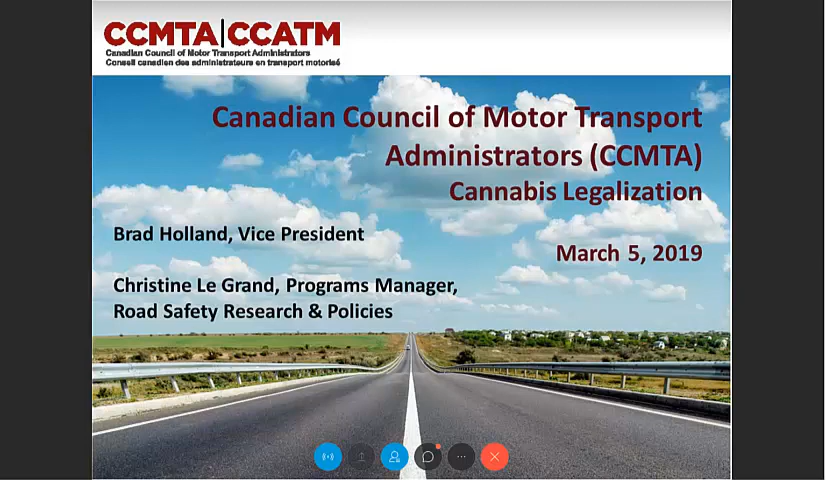 CCMTA|CCATM
Canadian Council of Motor Transport Administrators
Conseil canadien des administrateurs en transport motorisé
Canadian Council of Motor Transport
Administrators (CCMTA)
Cannabis Legalization
Brad Holland, Vice President
March 5, 2019
Christine Le Grand, Programs Manager,
Road Safety Research & Policies